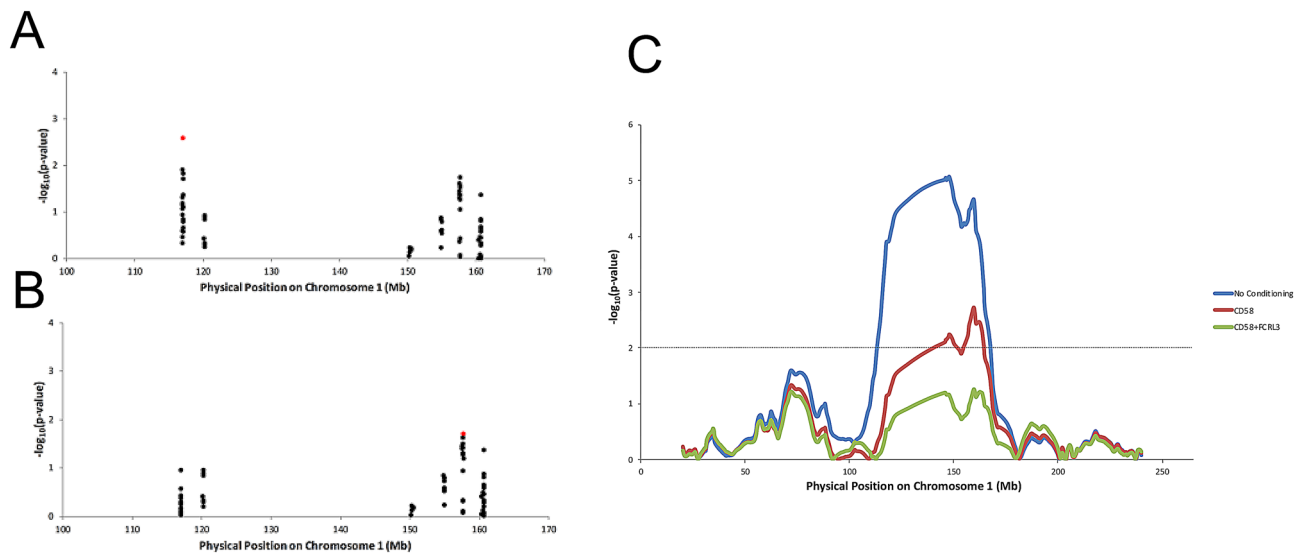 A
-log10(p-value)
4
3
2
1
0
100 110 120 130 140 150 160 170
Physical Position on Chromosome 1 (Mb)
B
-log10(p-value)
4
3
2
1
0
100 110 120 130 140 150 160 170
Physical Position on Chromosome 1 (Mb)
C
-log10(p-value)
6
5
4
3
2
1
0
0 50 100 150 200 250
Physical Position on Chromosome 1 (Mb)
No Conditioning
CD58
CD58+FCRL3